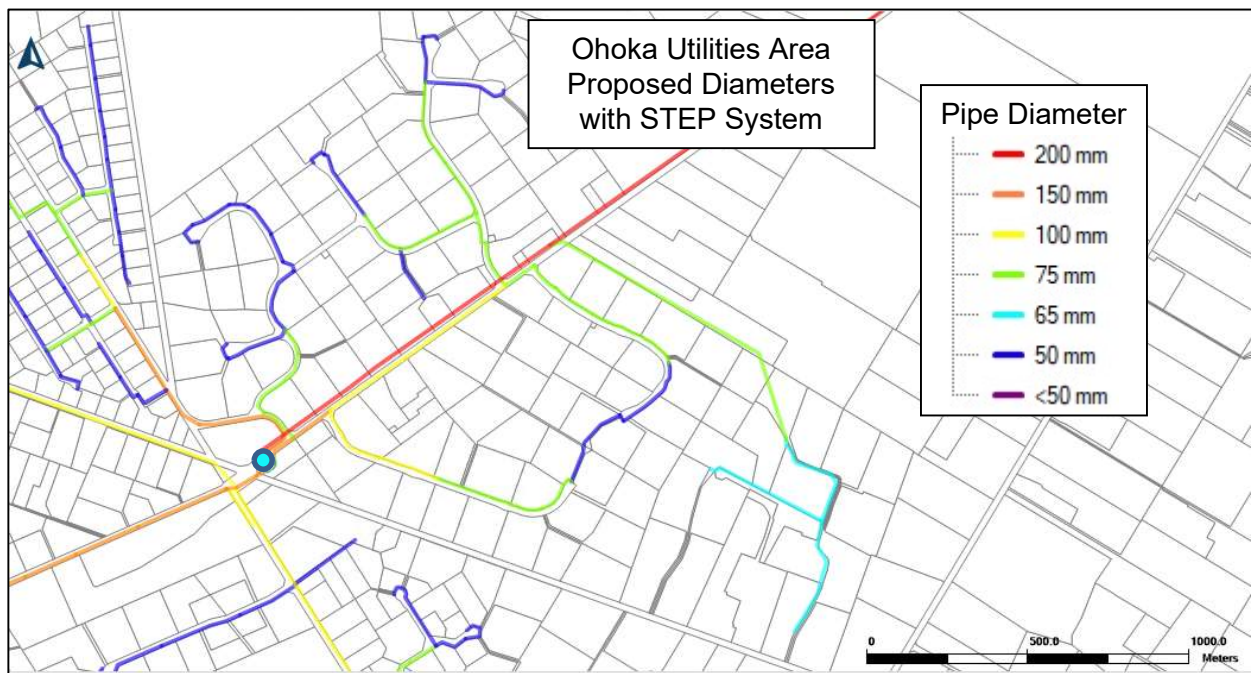 Ohoka Utilities Area
Proposed Diameters
with STEP System
Pipe Diameter
200 mm
150 mm
100 mm
75 mm
65 mm
50 mm
<50 mm
0 500.0 1000.0
Meters